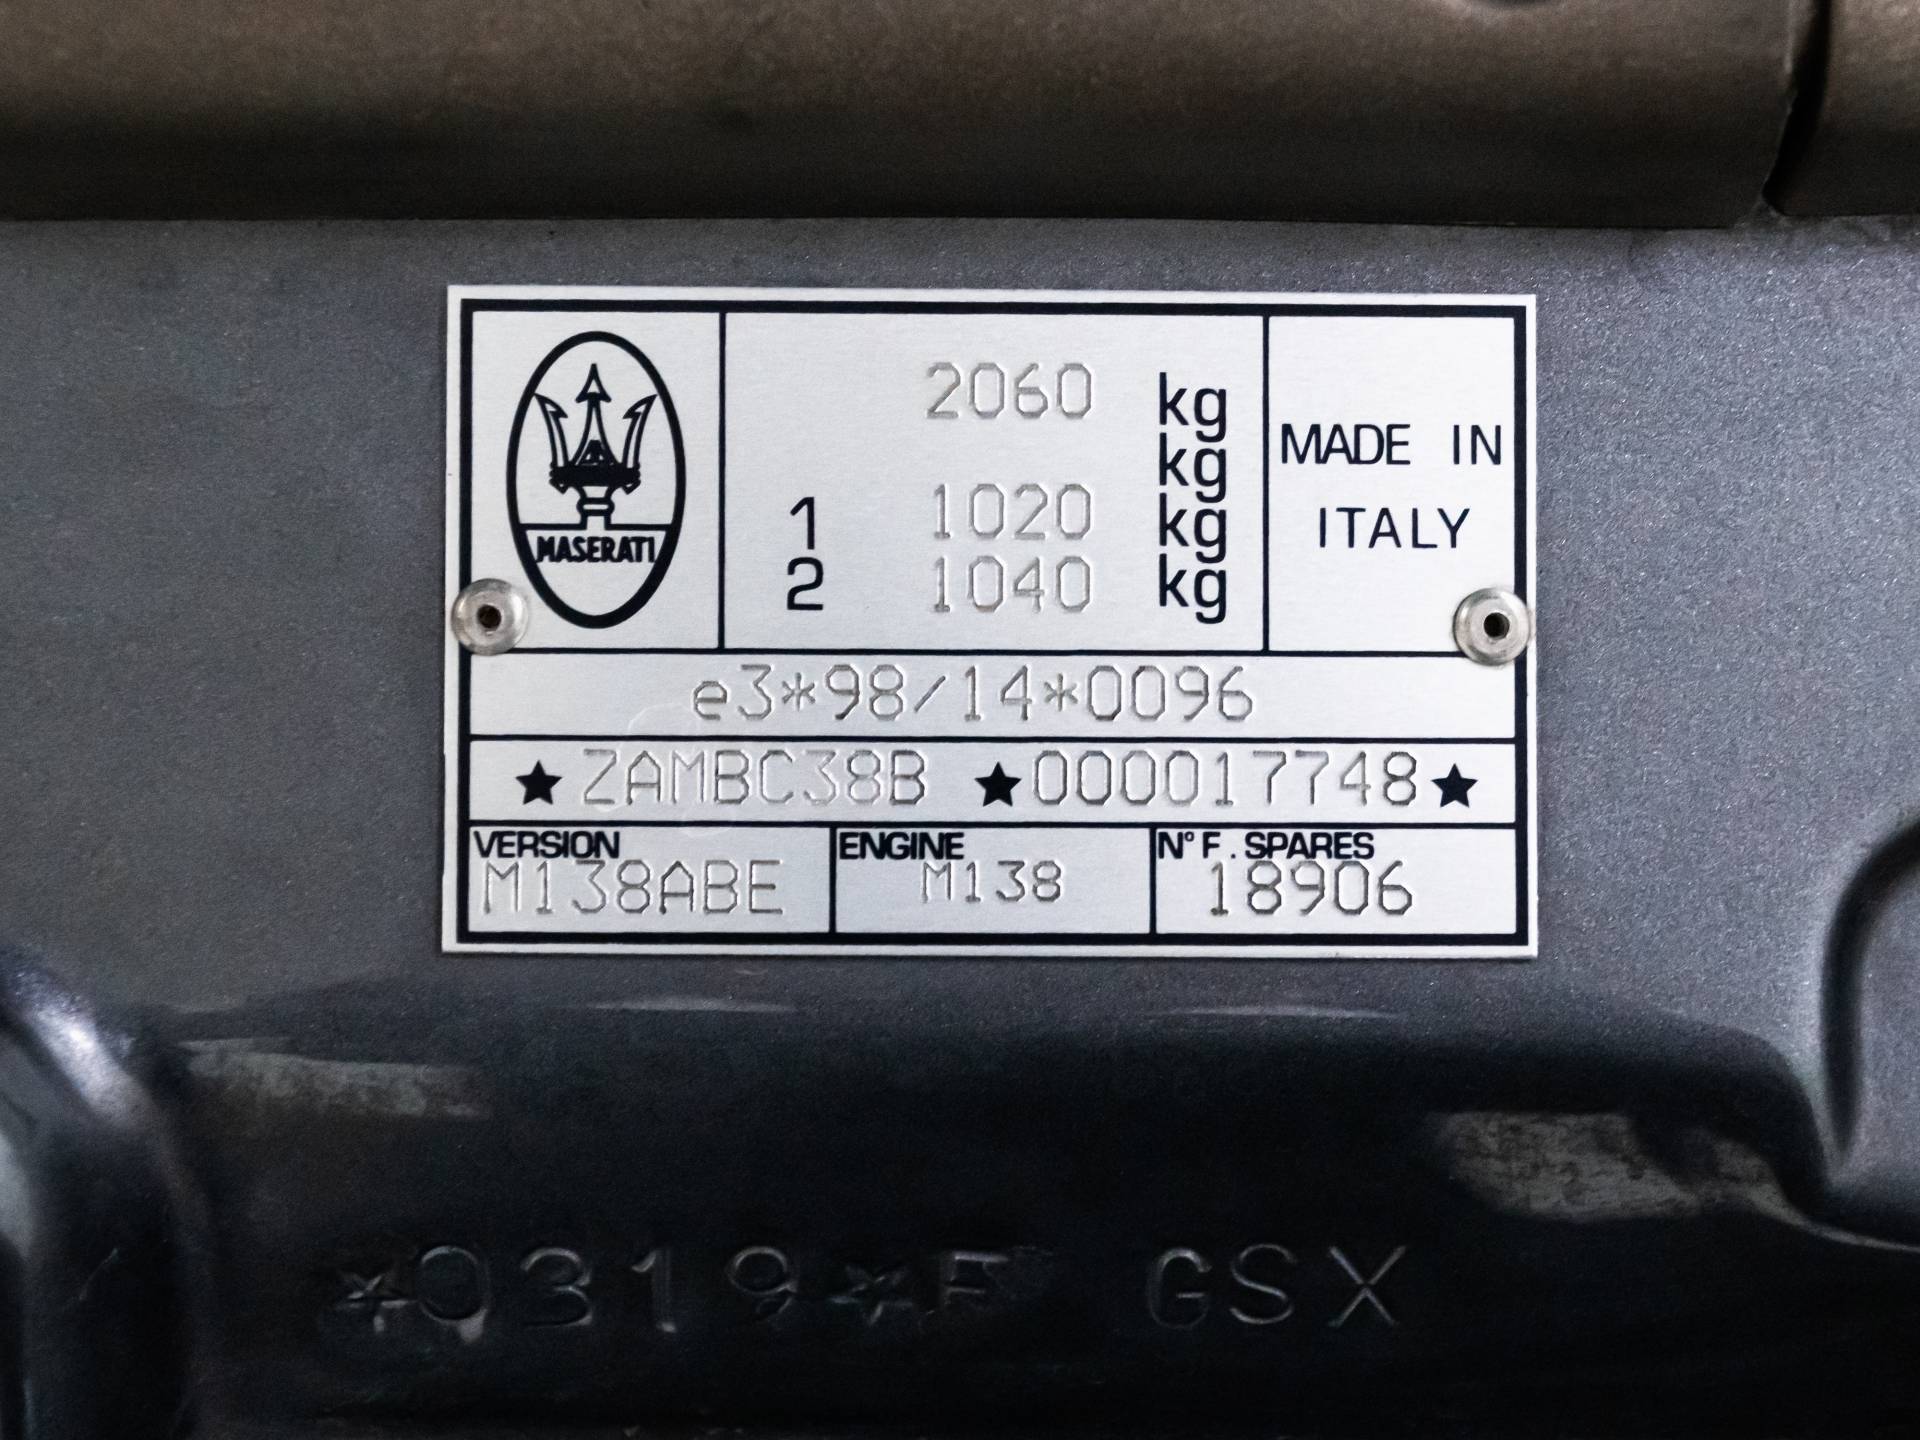 MASERATI
2060 kg
kg
1 1020 kg
2 1040 kg
MADE IN
ITALY
e3*98/14*0096
★ ZAMBC38B ★000017748★
VERSION
M138ABE
ENGINE
M138
N° F. SPARES
18906
*0319*F GSX